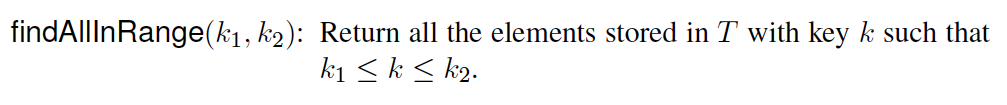 findAllInRange(k₁, k₂): Return all the elements stored in T with key k such that
k₁ ≤ k ≤ k₂.